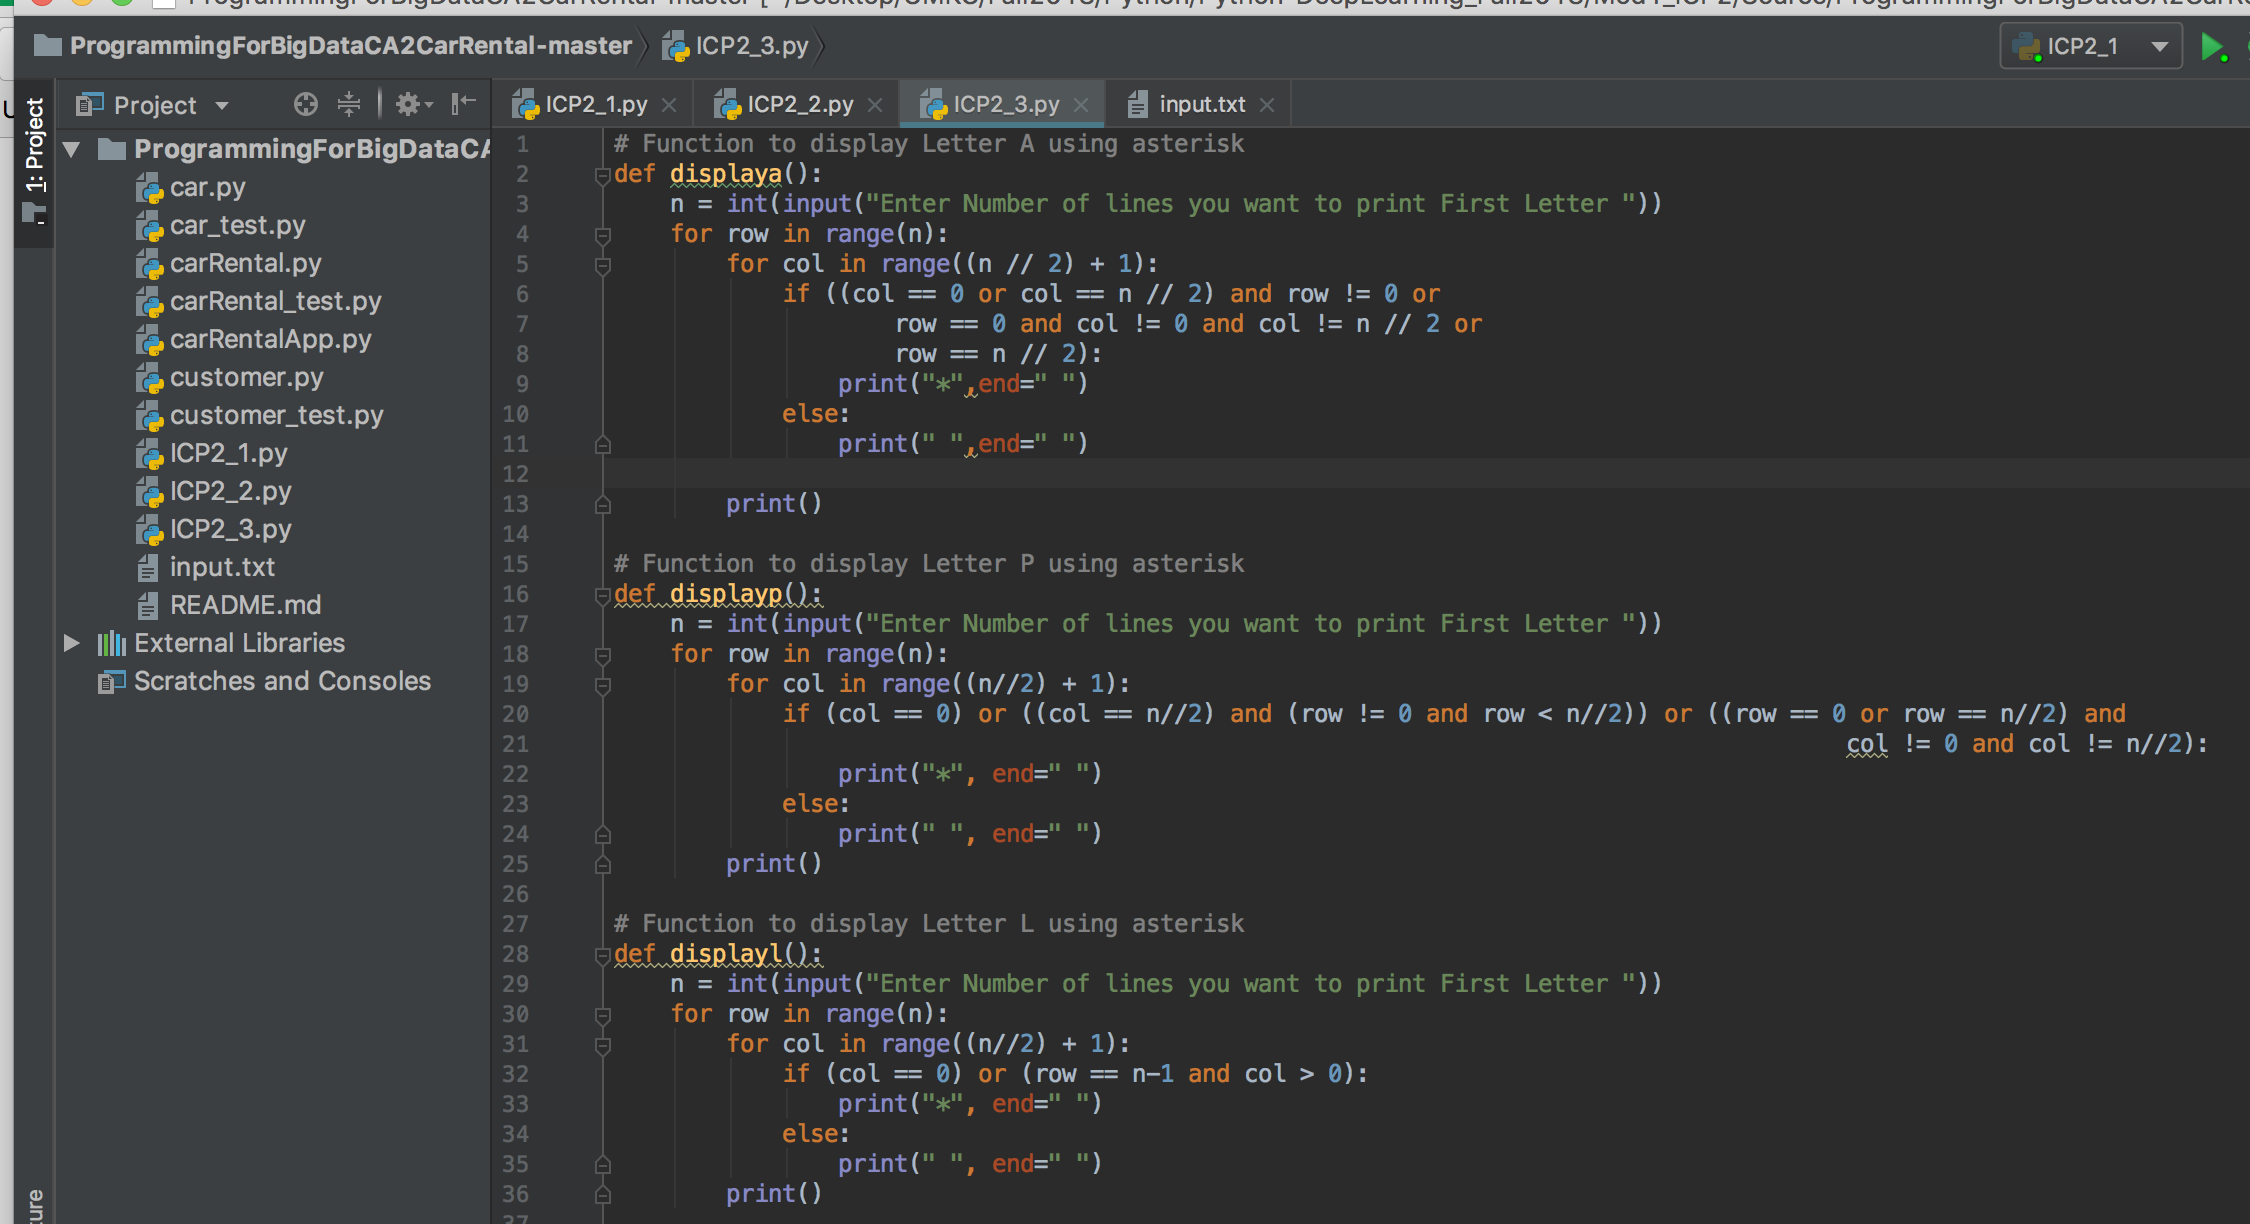 ProgrammingForBigDataCA2CarRental-master
ICP2_3.py
ICP2_1
1: Project
Project
ICP2_1.py
ICP2_2.py
ICP2_3.py
input.txt
ProgrammingForBigDataCA
car.py
car_test.py
carRental.py
carRental_test.py
carRentalApp.py
customer.py
customer_test.py
ICP2_1.py
ICP2_2.py
ICP2_3.py
input.txt
README.md
External Libraries
Scratches and Consoles
1 # Function to display Letter A using asterisk
2 def displaya():
3     n = int(input("Enter Number of lines you want to print First Letter "))
4     for row in range(n):
5         for col in range((n // 2) + 1):
6             if ((col == 0 or col == n // 2) and row != 0 or
7                     row == 0 and col != 0 and col != n // 2 or
8                     row == n // 2):
9                 print("*",end=" ")
10             else:
11                 print(" ",end=" ")
12
13         print()
14
15 # Function to display Letter P using asterisk
16 def displayp():
17     n = int(input("Enter Number of lines you want to print First Letter "))
18     for row in range(n):
19         for col in range((n//2) + 1):
20             if (col == 0) or ((col == n//2) and (row != 0 and row < n//2)) or ((row == 0 or row == n//2) and
21                                                                                         col != 0 and col != n//2):
22                 print("*", end=" ")
23             else:
24                 print(" ", end=" ")
25         print()
26
27 # Function to display Letter L using asterisk
28 def displayl():
29     n = int(input("Enter Number of lines you want to print First Letter "))
30     for row in range(n):
31         for col in range((n//2) + 1):
32             if (col == 0) or (row == n-1 and col > 0):
33                 print("*", end=" ")
34             else:
35                 print(" ", end=" ")
36         print()